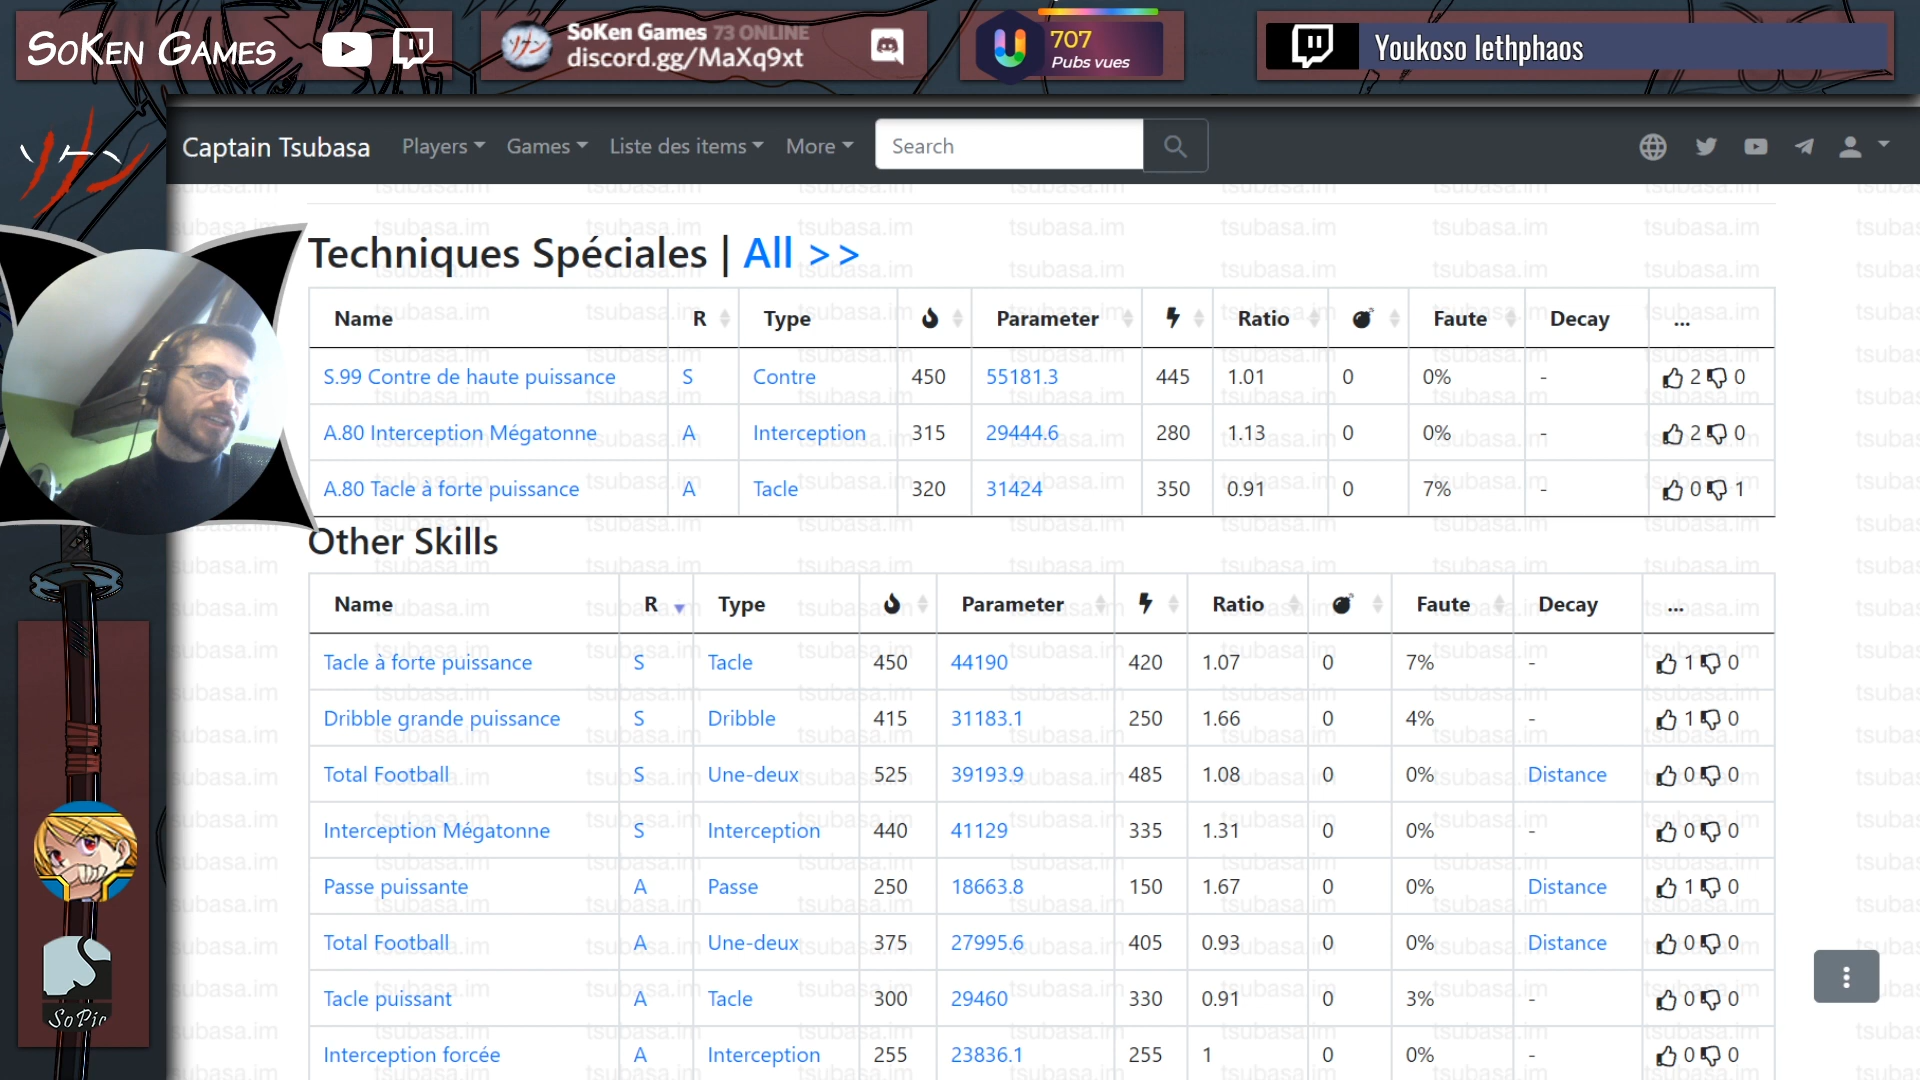 SoKen Games
SoKen Games 73 ONLINE
discord.gg/MaXq9xt
707
Pubs vues
Youkoso lethphaos
ソケン
Captain Tsubasa Players Games Liste des items More Search
Techniques Spéciales | All >>
Name R Type Parameter Ratio Faute Decay ...
S.99 Contre de haute puissance S Contre 450 55181.3 445 1.01 0 0% - 2 0
A.80 Interception Mégatonne A Interception 315 29444.6 280 1.13 0 0% - 2 0
A.80 Tacle à forte puissance A Tacle 320 31424 350 0.91 0 7% - 0 1
Other Skills
Name R Type Parameter Ratio Faute Decay ...
Tacle à forte puissance S Tacle 450 44190 420 1.07 0 7% - 1 0
Dribble grande puissance S Dribble 415 31183.1 250 1.66 0 4% - 1 0
Total Football S Une-deux 525 39193.9 485 1.08 0 0% Distance 0 0
Interception Mégatonne S Interception 440 41129 335 1.31 0 0% - 0 0
Passe puissante A Passe 250 18663.8 150 1.67 0 0% Distance 1 0
Total Football A Une-deux 375 27995.6 405 0.93 0 0% Distance 0 0
Tacle puissant A Tacle 300 29460 330 0.91 0 3% - 0 0
Interception forcée A Interception 255 23836.1 255 1 0 0% - 0 0
SoPic
tsubasa.im